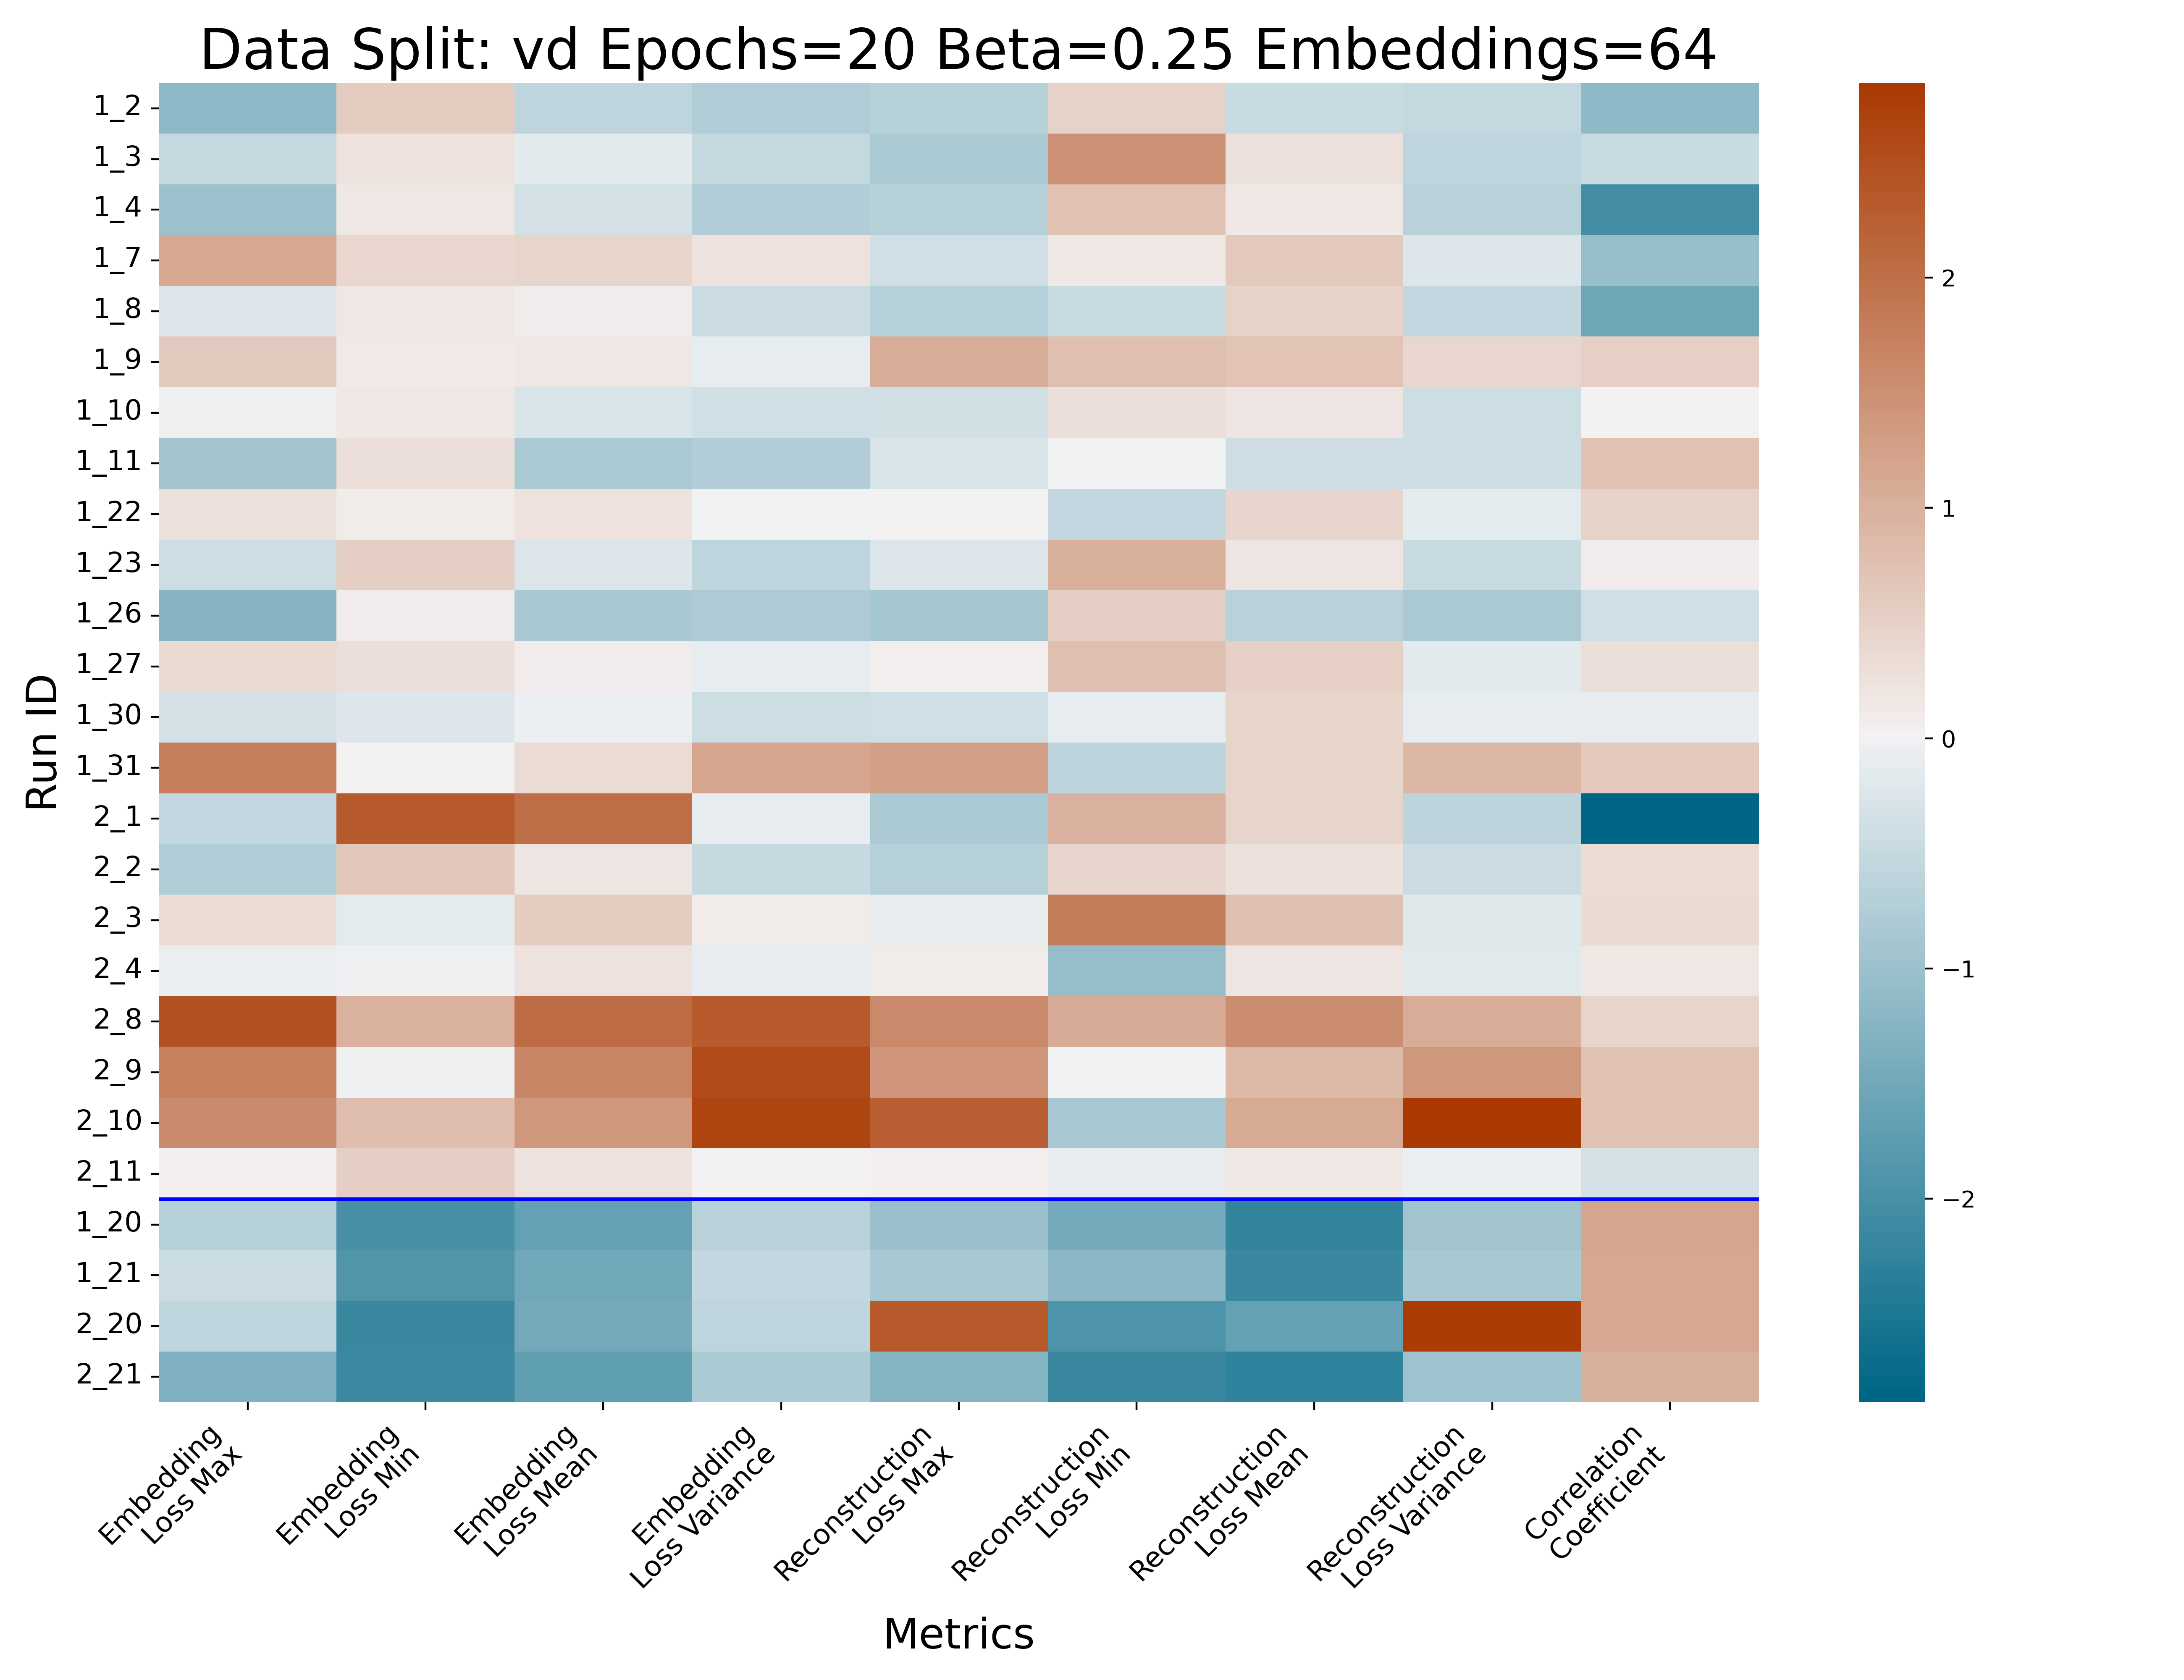 Data Split: vd Epochs=20 Beta=0.25 Embeddings=64
Run ID
1_2
1_3
1_4
1_7
1_8
1_9
1_10
1_11
1_22
1_23
1_26
1_27
1_30
1_31
2_1
2_2
2_3
2_4
2_8
2_9
2_10
2_11
1_20
1_21
2_20
2_21
2
1
0
−1
−2
Embedding
Loss Max
Embedding
Loss Min
Embedding
Loss Mean
Embedding
Loss Variance
Reconstruction
Loss Max
Reconstruction
Loss Min
Reconstruction
Loss Mean
Reconstruction
Loss Variance
Correlation
Coefficient
Metrics